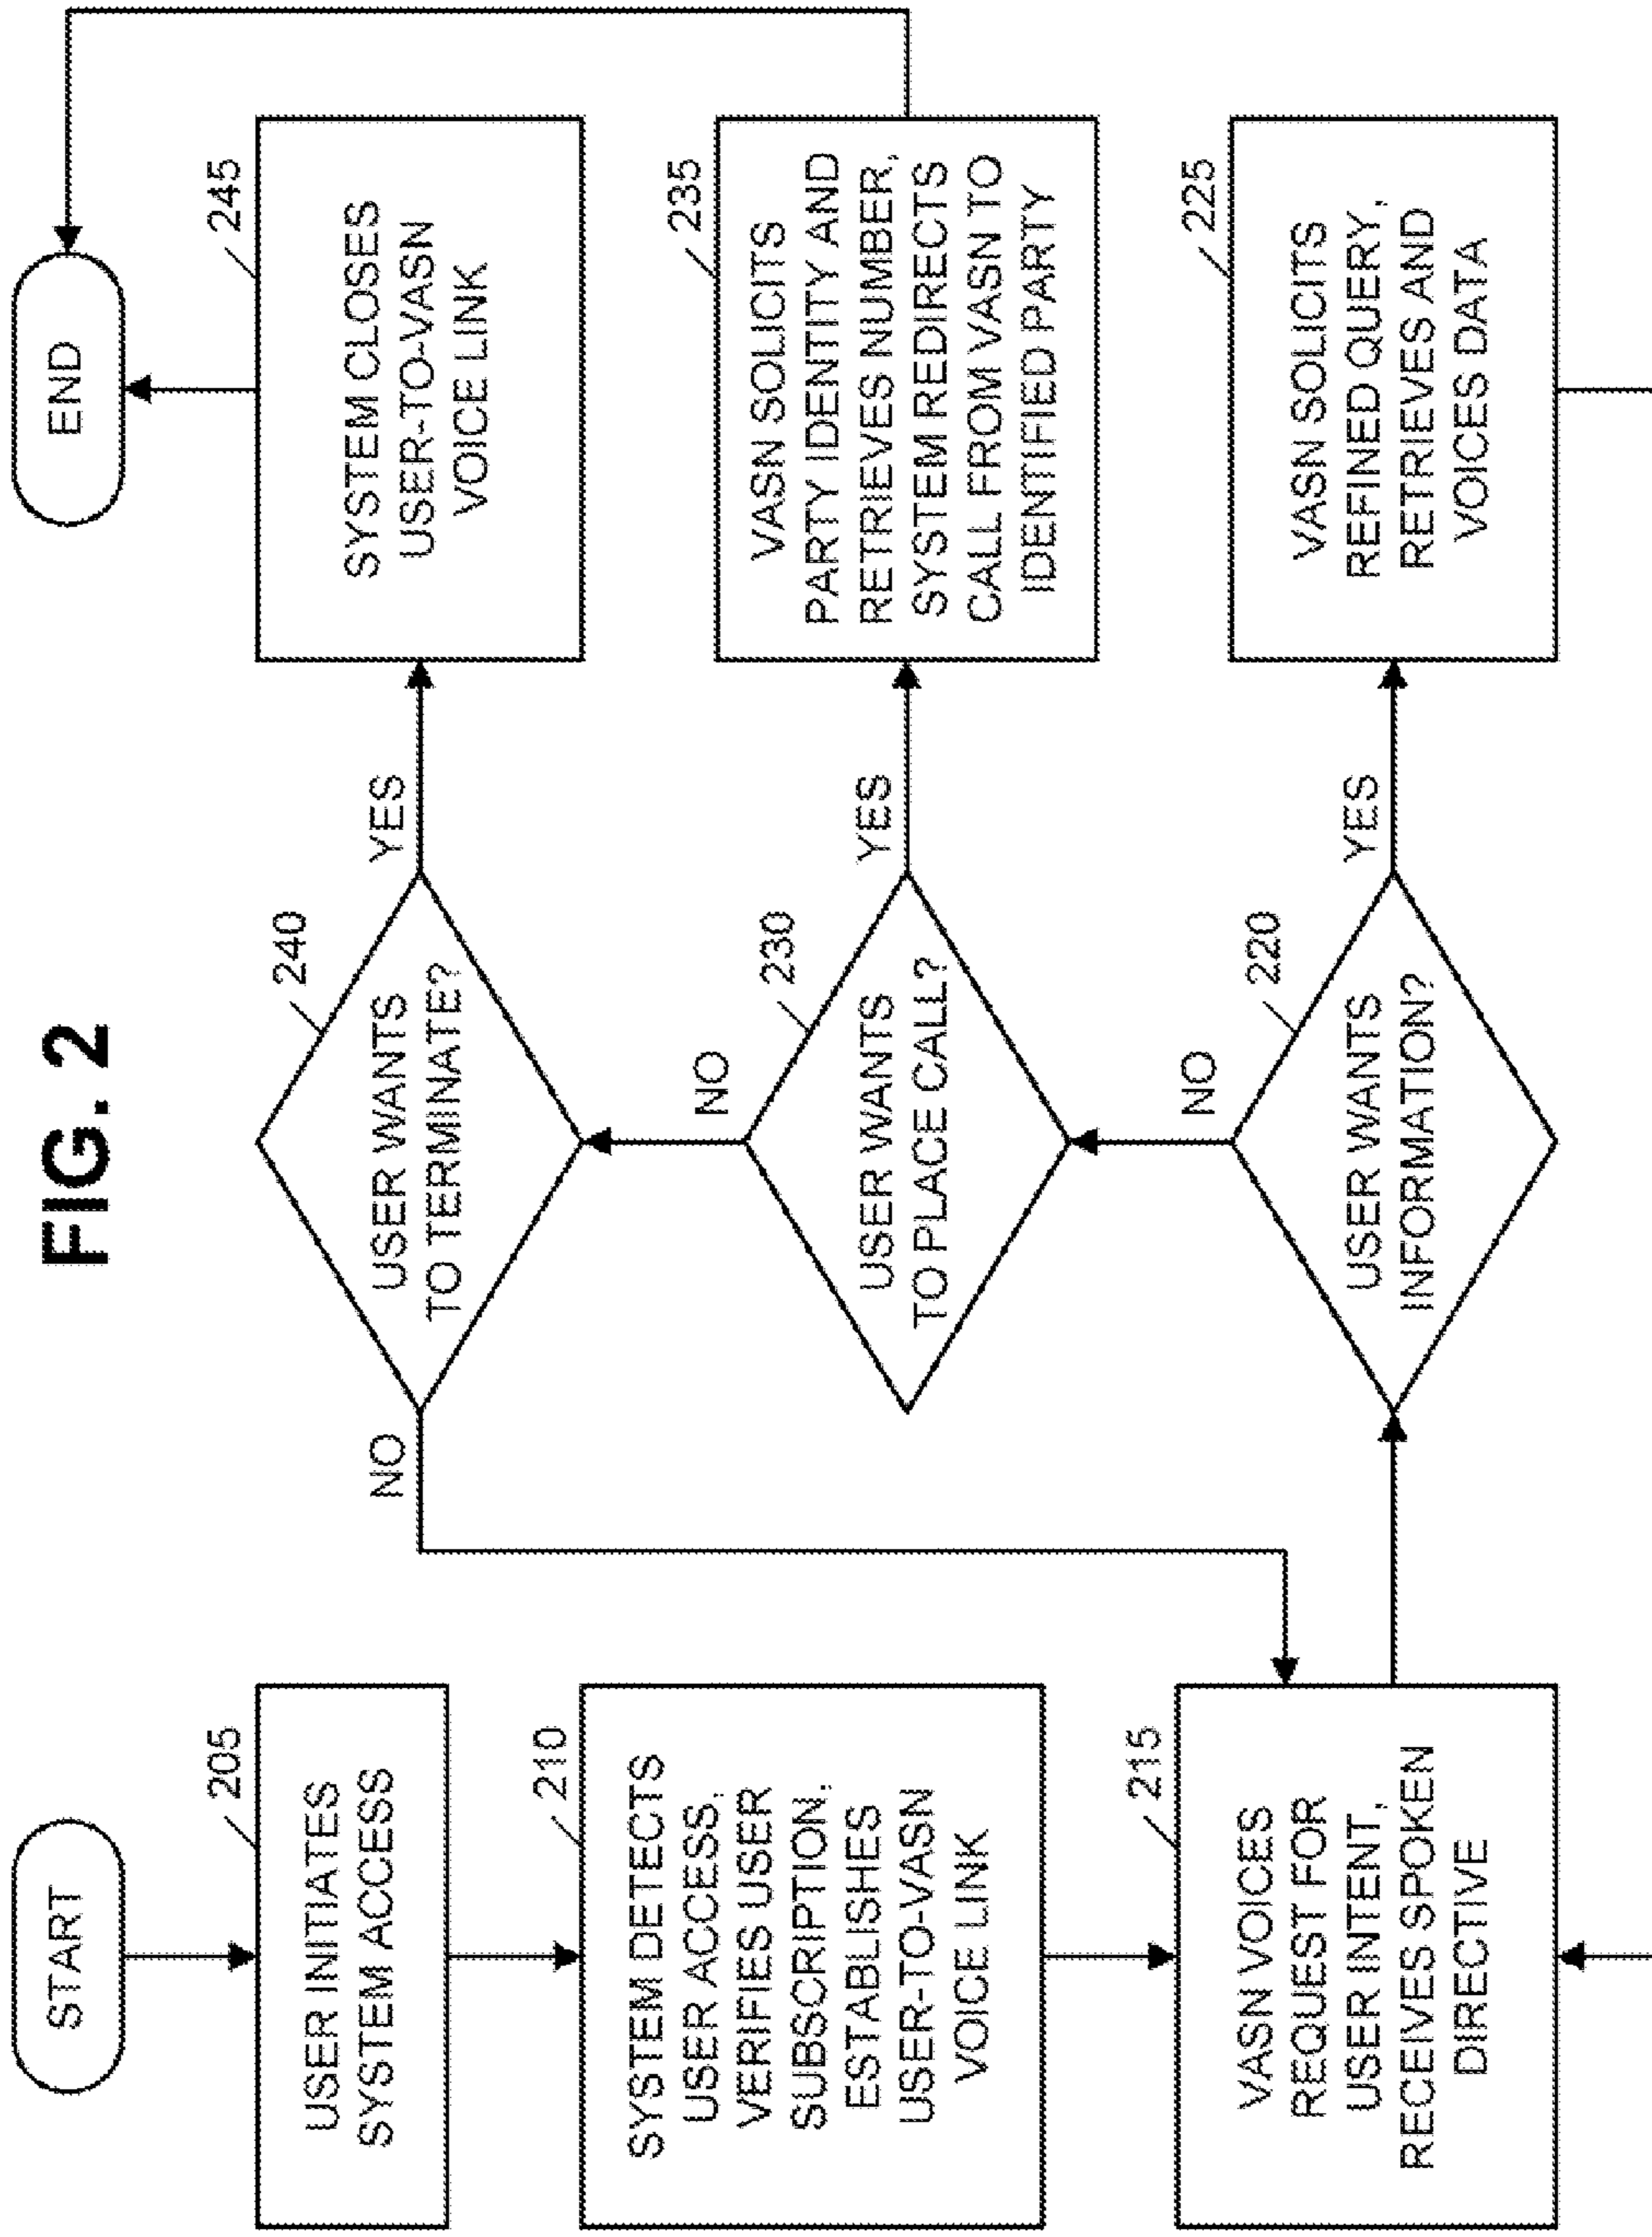 FIG. 2
START
205
USER INITIATES
SYSTEM ACCESS
210
SYSTEM DETECTS
USER ACCESS,
VERIFIES USER
SUBSCRIPTION,
ESTABLISHES
USER-TO-VASN
VOICE LINK
215
VASN VOICES
REQUEST FOR
USER INTENT,
RECEIVES SPOKEN
DIRECTIVE
220
USER WANTS
INFORMATION?
YES
NO
225
VASN SOLICITS
REFINED QUERY,
RETRIEVES AND
VOICES DATA
230
USER WANTS
TO PLACE CALL?
YES
NO
235
VASN SOLICITS
PARTY IDENTITY AND
RETRIEVES NUMBER,
SYSTEM REDIRECTS
CALL FROM VASN TO
IDENTIFIED PARTY
240
USER WANTS
TO TERMINATE?
YES
NO
245
SYSTEM CLOSES
USER-TO-VASN
VOICE LINK
END